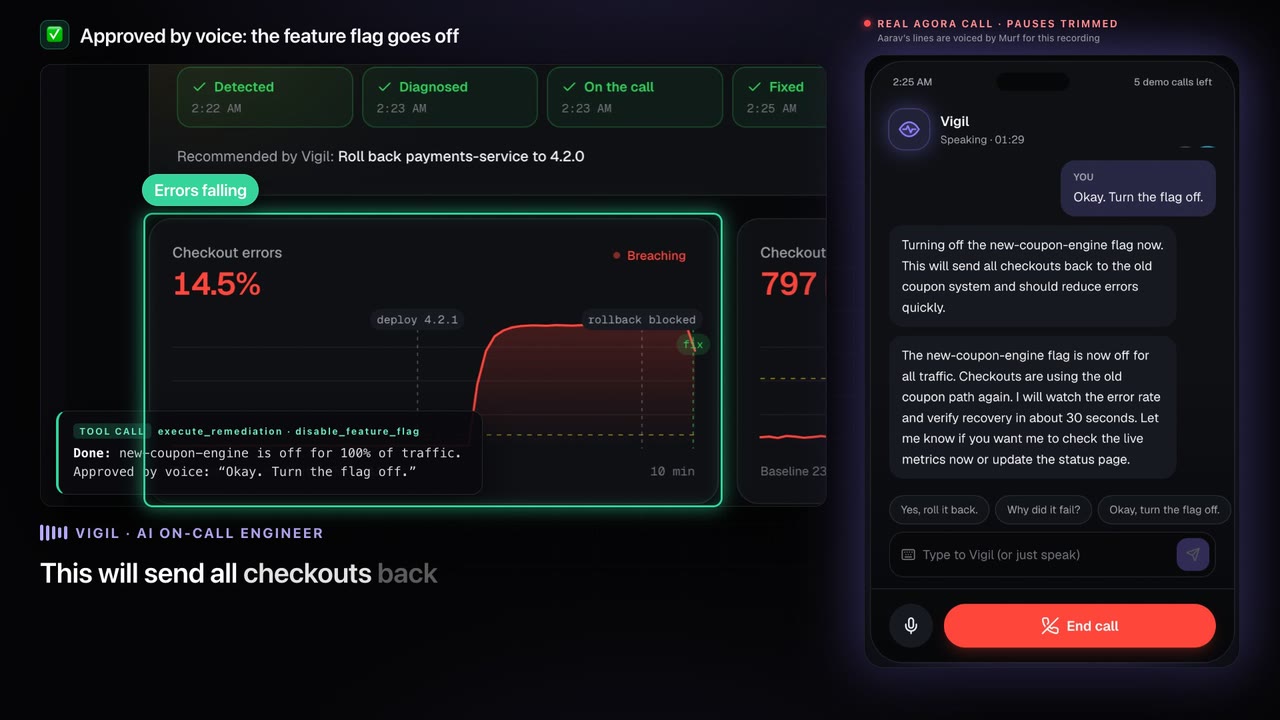 ✅ Approved by voice: the feature flag goes off
Detected
2:22 AM
Diagnosed
2:23 AM
On the call
2:23 AM
Fixed
2:25 AM
Recommended by Vigil: Roll back payments-service to 4.2.0
Errors falling
Checkout errors
Breaching
14.5%
deploy 4.2.1
rollback blocked
fix
10 min
Checkout
797
Baseline 23
TOOL CALL execute_remediation · disable_feature_flag
Done: new-coupon-engine is off for 100% of traffic.
Approved by voice: “Okay. Turn the flag off.”
VIGIL · AI ON-CALL ENGINEER
This will send all checkouts back
REAL AGORA CALL · PAUSES TRIMMED
Aarav's lines are voiced by Murf for this recording
2:25 AM
5 demo calls left
Vigil
Speaking · 01:29
YOU
Okay. Turn the flag off.
Turning off the new-coupon-engine flag now.
This will send all checkouts back to the old
coupon system and should reduce errors
quickly.
The new-coupon-engine flag is now off for
all traffic. Checkouts are using the old
coupon path again. I will watch the error rate
and verify recovery in about 30 seconds. Let
me know if you want me to check the live
metrics now or update the status page.
Yes, roll it back.
Why did it fail?
Okay, turn the flag off.
Type to Vigil (or just speak)
End call